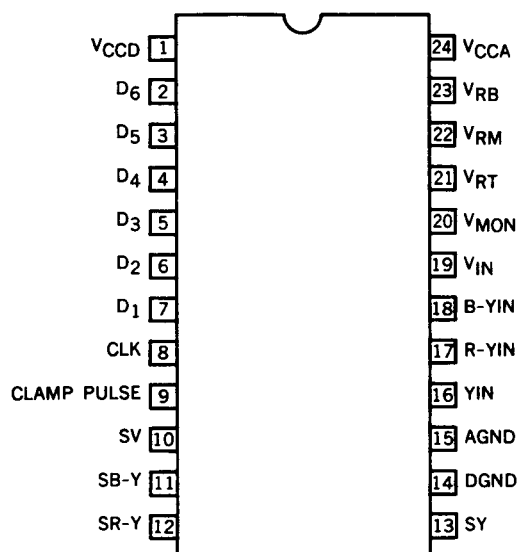 VCCD 1 24 VCCA
D6 2 23 VRB
D5 3 22 VRM
D4 4 21 VRT
D3 5 20 VMON
D2 6 19 VIN
D1 7 18 B-YIN
CLK 8 17 R-YIN
CLAMP PULSE 9 16 YIN
SV 10 15 AGND
SB-Y 11 14 DGND
SR-Y 12 13 SY